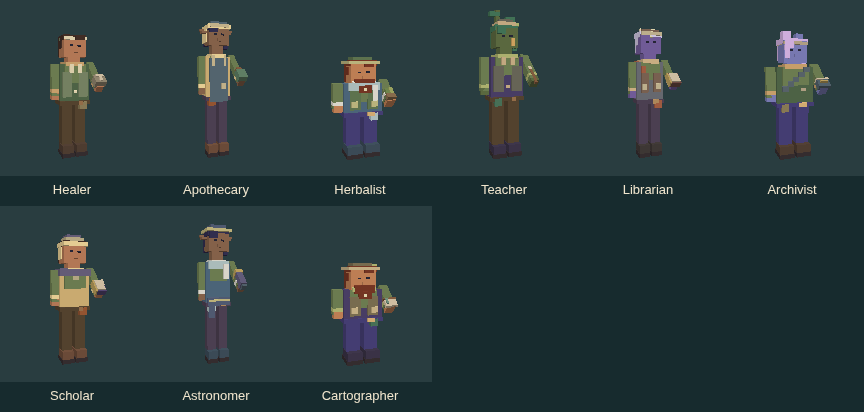 Healer
Apothecary
Herbalist
Teacher
Librarian
Archivist
Scholar
Astronomer
Cartographer